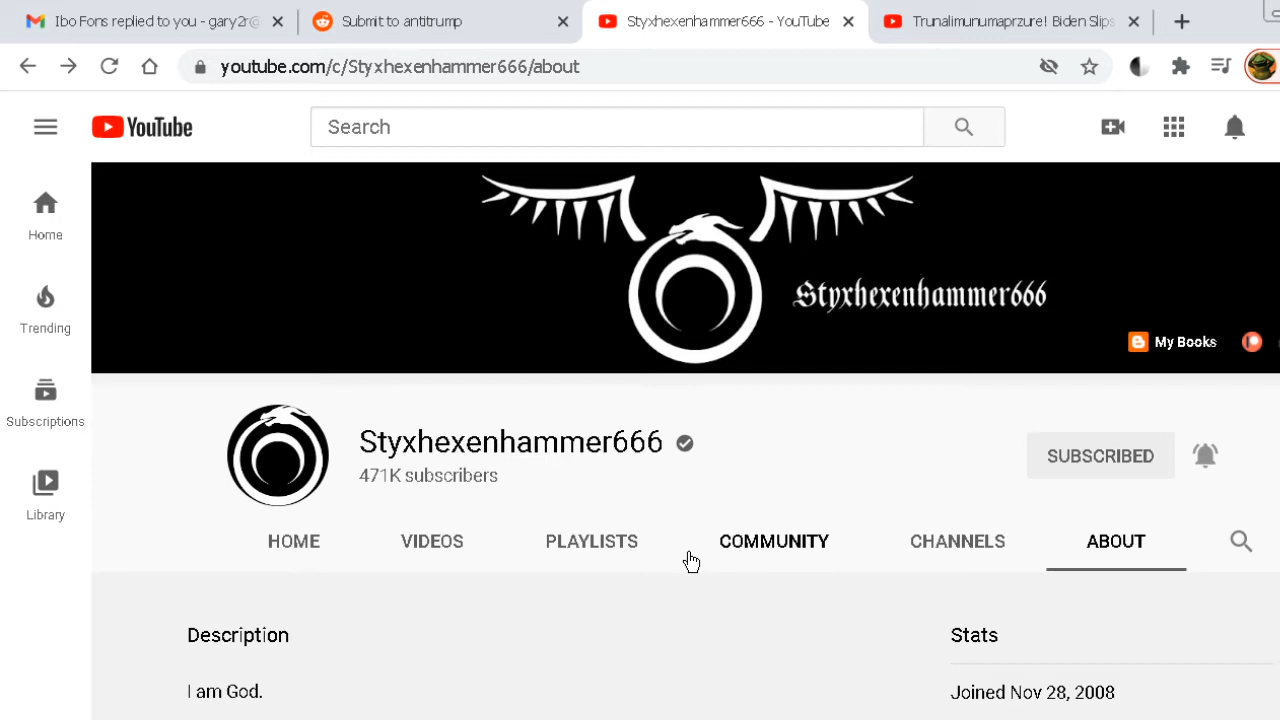 Ibo Fons replied to you - gary2r@
Submit to antitrump
Styxhexenhammer666 - YouTube
Trunalimunumaprzure! Biden Slips
youtube.com/c/Styxhexenhammer666/about
YouTube
Search
Home
Trending
Subscriptions
Library
Styxhexenhammer666
My Books
Styxhexenhammer666
471K subscribers
SUBSCRIBED
HOME VIDEOS PLAYLISTS COMMUNITY CHANNELS ABOUT
Description
I am God.
Stats
Joined Nov 28, 2008